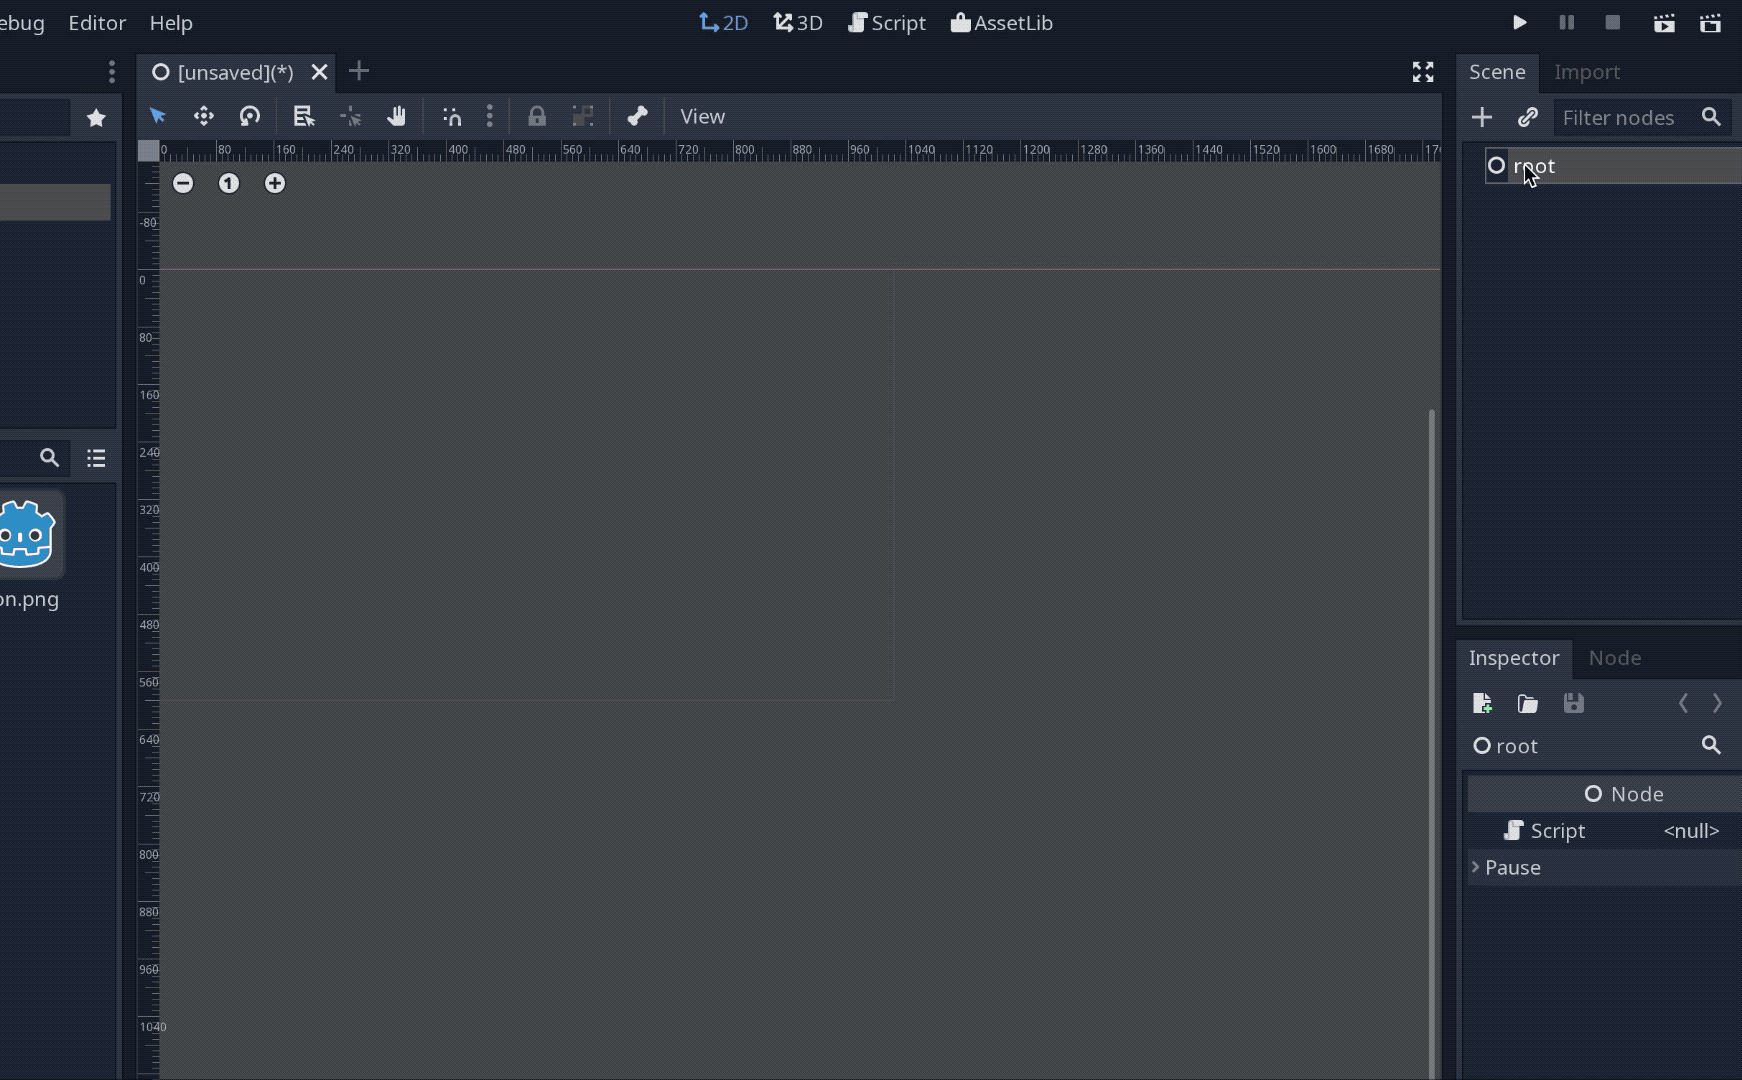 ebug Editor Help 2D 3D Script AssetLib
[unsaved](*)
Scene Import
View
Filter nodes
0 80 160 240 320 400 480 560 640 720 800 880 960 1040 1120 1200 1280 1360 1440 1520 1600 1680 176
root
1
-80
0
80
160
240
320
400
480
560
640
720
800
880
960
1040
on.png
Inspector Node
root
Node
Script <null>
Pause